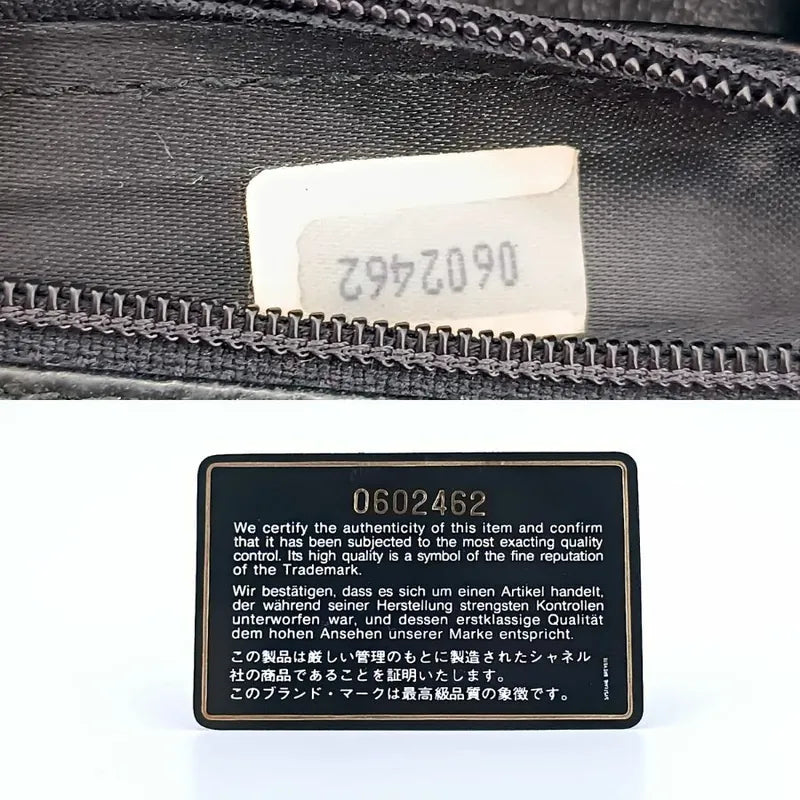 0602462
0602462
We certify the authenticity of this item and confirm
that it has been subjected to the most exacting quality
control. Its high quality is a symbol of the fine reputation
of the Trademark.
Wir bestätigen, dass es sich um einen Artikel handelt,
der während seiner Herstellung strengsten Kontrollen
unterworfen war, und dessen erstklassige Qualität
dem hohen Ansehen unserer Marke entspricht.
この製品は厳しい管理のもとに製造されたシャネル
社の商品であることを証明いたします。
このブランド・マークは最高級品質の象徴です。